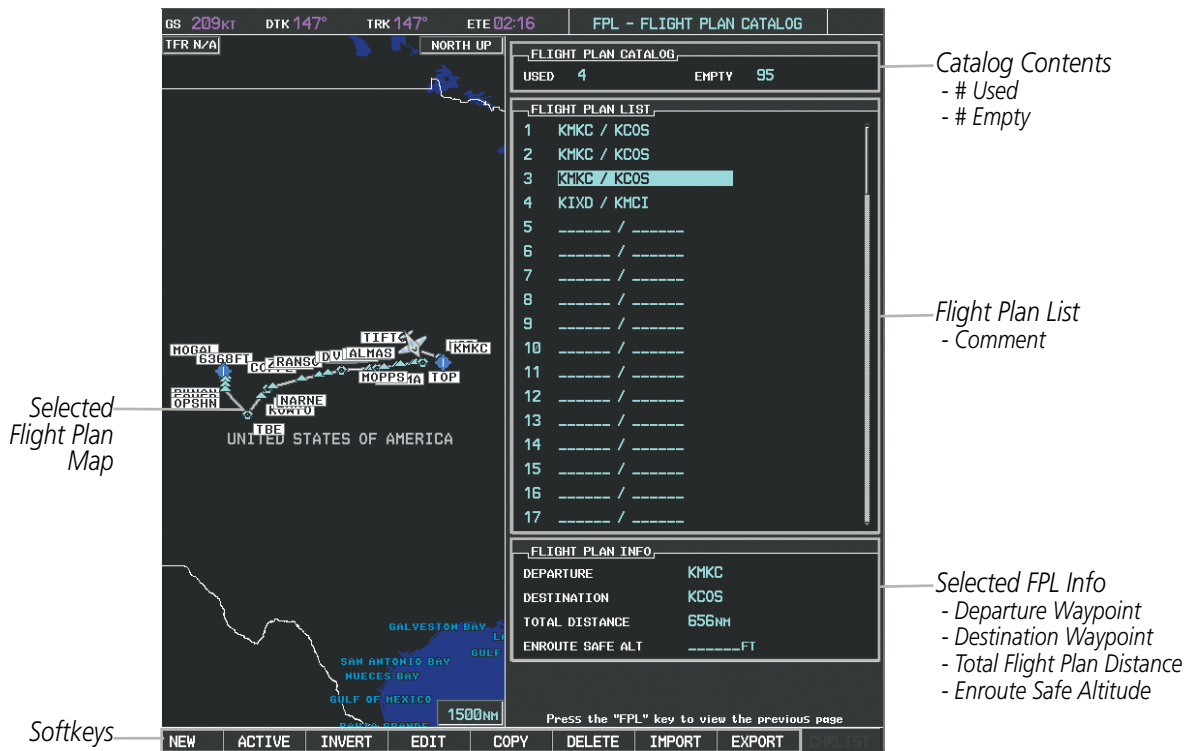 GS 209KT DTK 147° TRK 147° ETE 02:16 FPL – FLIGHT PLAN CATALOG
TFR N/A
NORTH UP
FLIGHT PLAN CATALOG
USED 4 EMPTY 95
FLIGHT PLAN LIST
1 KMKC / KCOS
2 KMKC / KCOS
3 KMKC / KCOS
4 KIXD / KMCI
5 ______ / ______
6 ______ / ______
7 ______ / ______
8 ______ / ______
9 ______ / ______
10 ______ / ______
11 ______ / ______
12 ______ / ______
13 ______ / ______
14 ______ / ______
15 ______ / ______
16 ______ / ______
17 ______ / ______
FLIGHT PLAN INFO
DEPARTURE KMKC
DESTINATION KCOS
TOTAL DISTANCE 656NM
ENROUTE SAFE ALT ______FT
Press the "FPL" key to view the previous page
MOGAL
6368FT
TIFTO
ALMAS
KMKC
MOPPS
TOP
NARNE
OPSHN
TBE
UNITED STATES OF AMERICA
GALVESTON BAY
SAN ANTONIO BAY
GULF
NUECES BAY
GULF OF MEXICO
1500NM
NEW ACTIVE INVERT EDIT COPY DELETE IMPORT EXPORT CHKLIST
Catalog Contents
- # Used
- # Empty
Flight Plan List
- Comment
Selected
Flight Plan
Map
Selected FPL Info
- Departure Waypoint
- Destination Waypoint
- Total Flight Plan Distance
- Enroute Safe Altitude
Softkeys